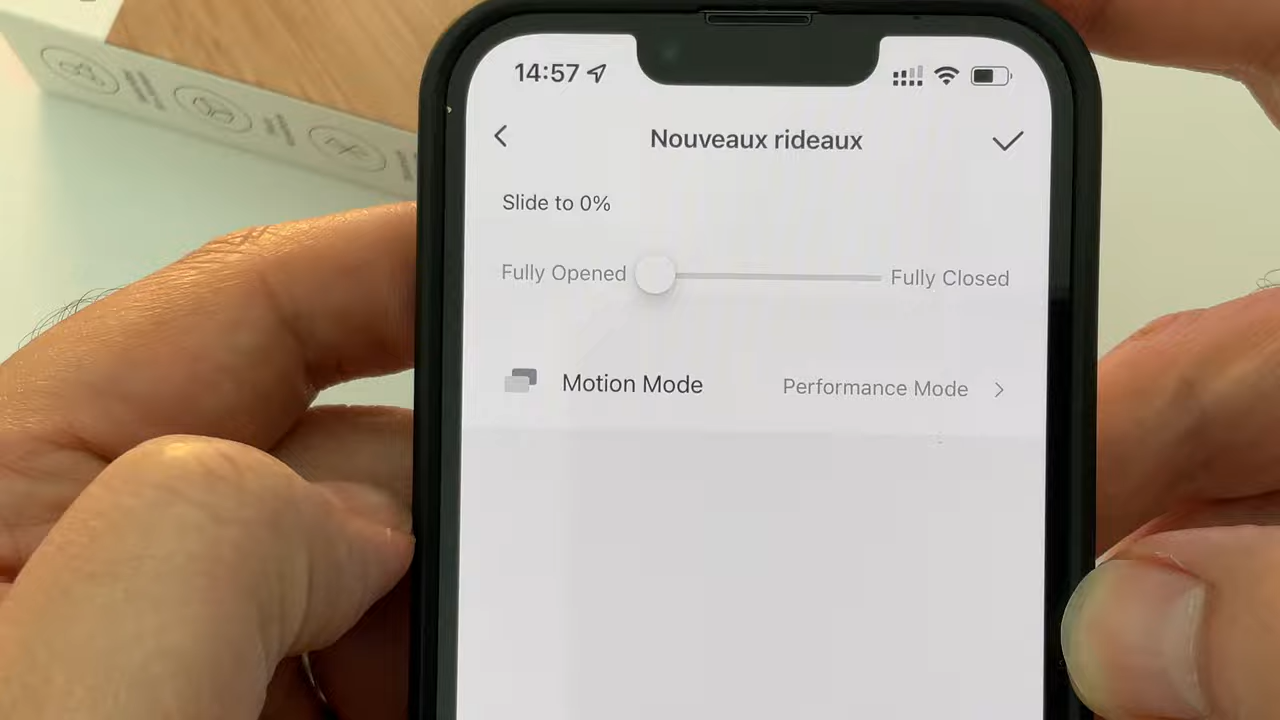 14:57
Nouveaux rideaux
Slide to 0%
Fully Opened Fully Closed
Motion Mode Performance Mode